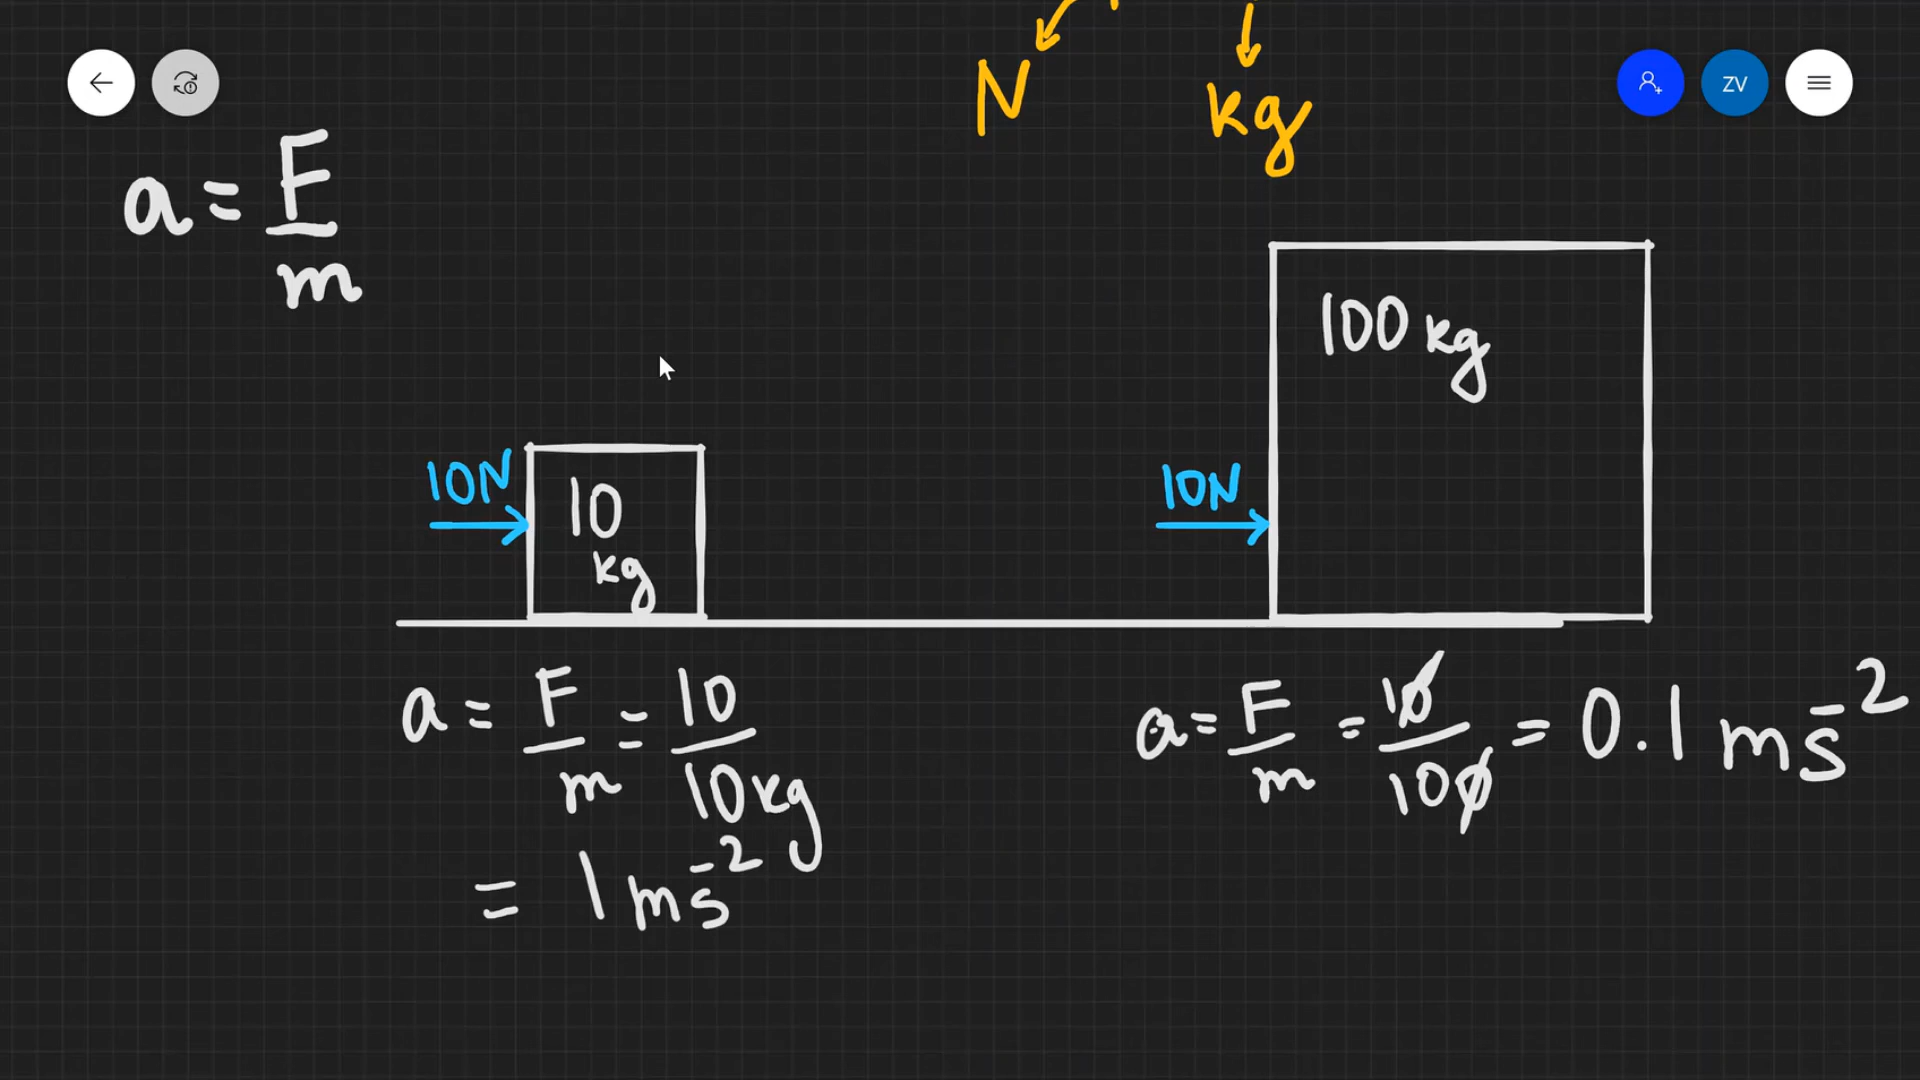 N
kg
ZV
a = F/m
100 kg
10N
10 kg
10N
a = F/m = 10/10kg
= 1 ms⁻²
a = F/m = 10/100 = 0.1 ms⁻²